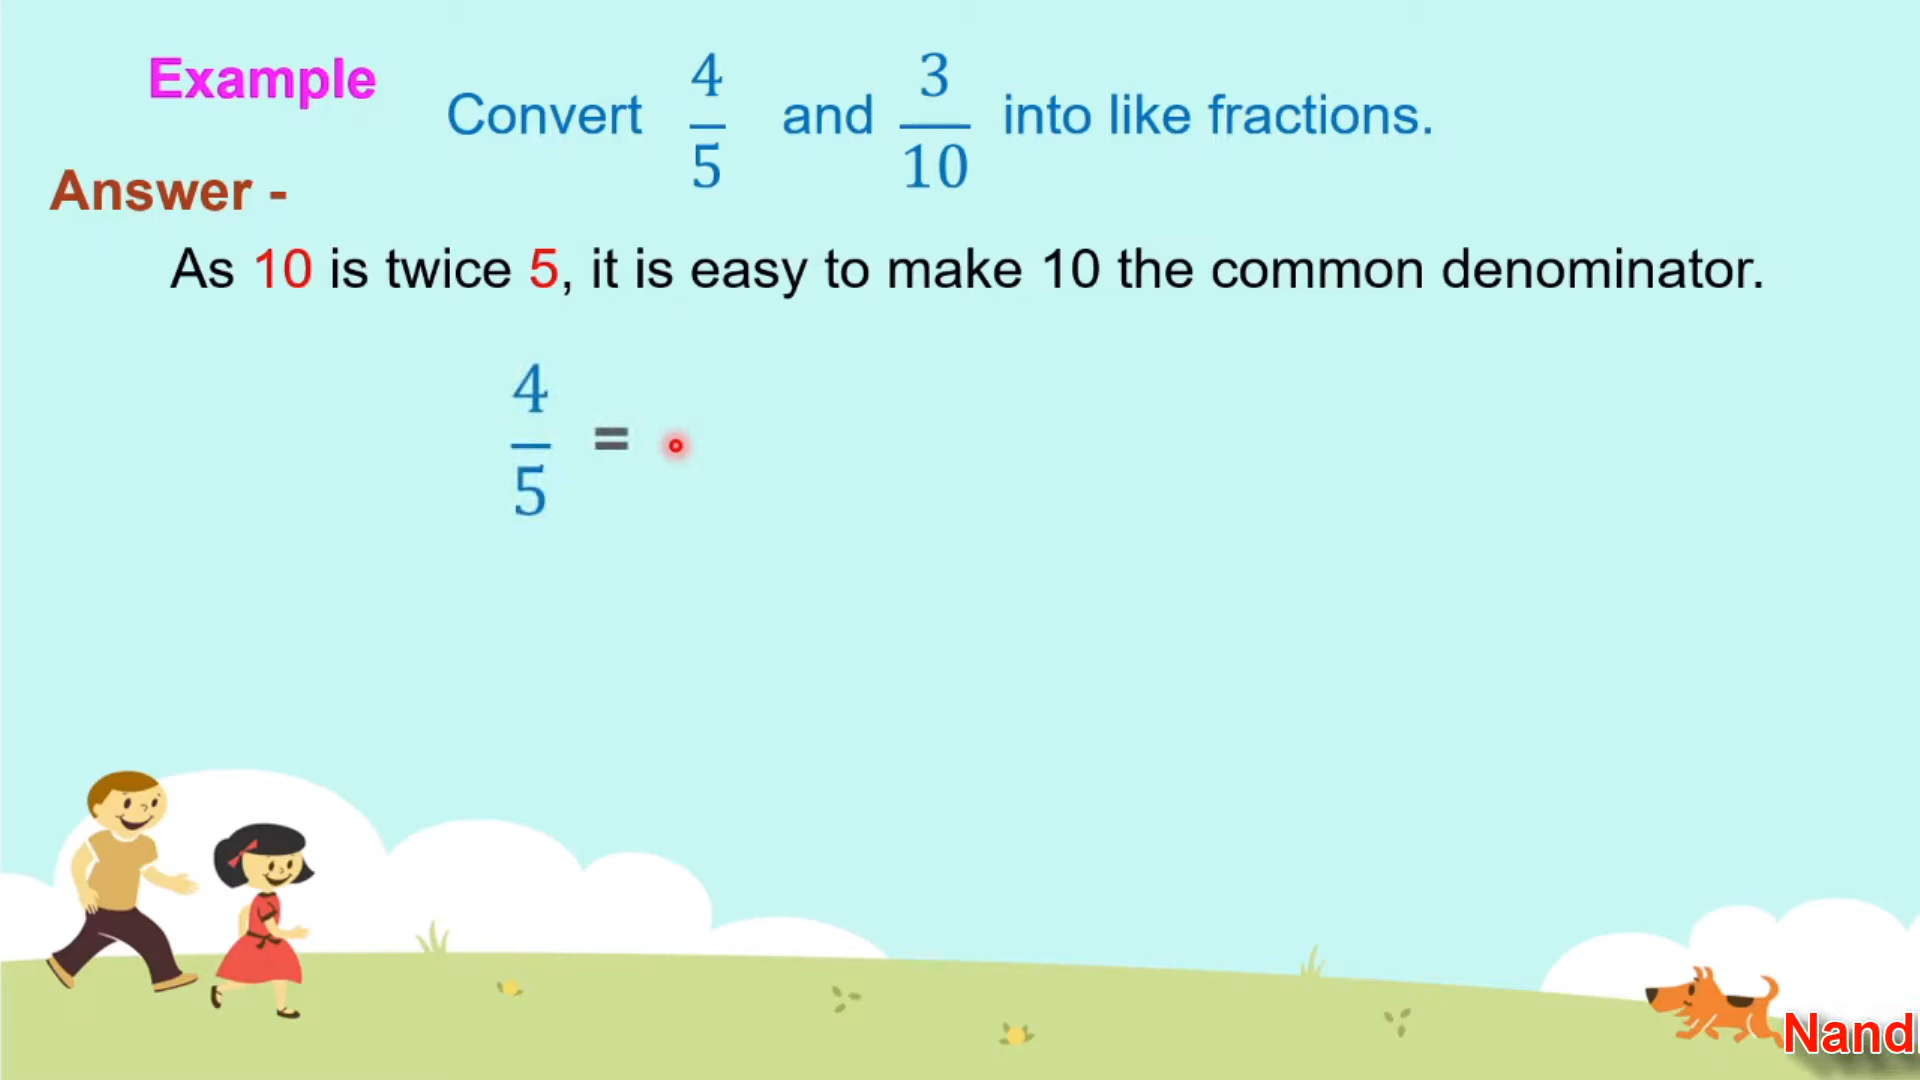 Example
Convert 4/5 and 3/10 into like fractions.
Answer -
As 10 is twice 5, it is easy to make 10 the common denominator.
4/5 =
Nand